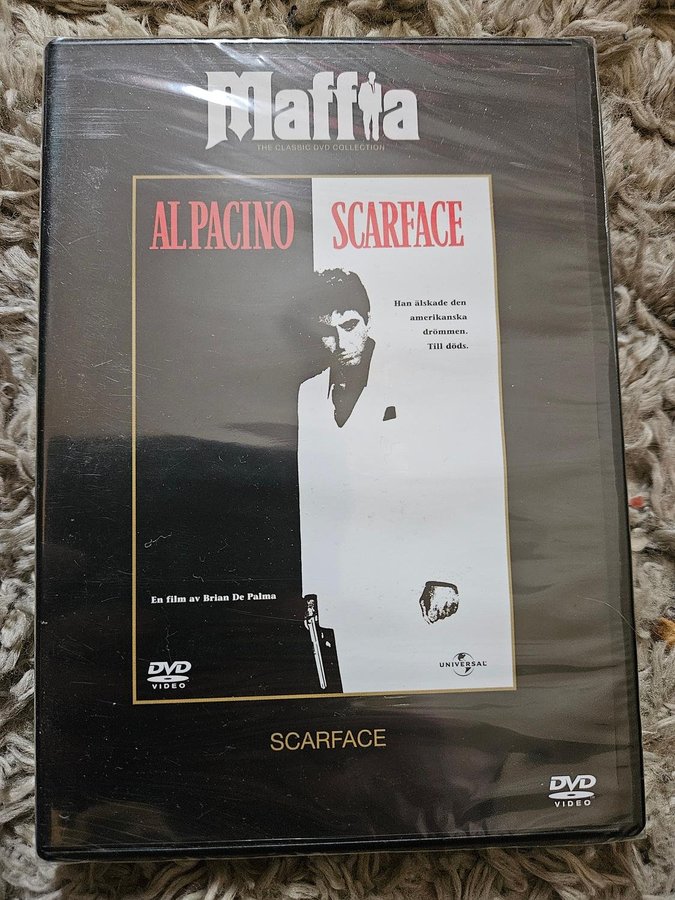 Maffia
THE CLASSIC DVD COLLECTION
AL PACINO SCARFACE
Han älskade den
amerikanska
drömmen.
Till döds.
En film av Brian De Palma
DVD
VIDEO
UNIVERSAL
SCARFACE
DVD
VIDEO